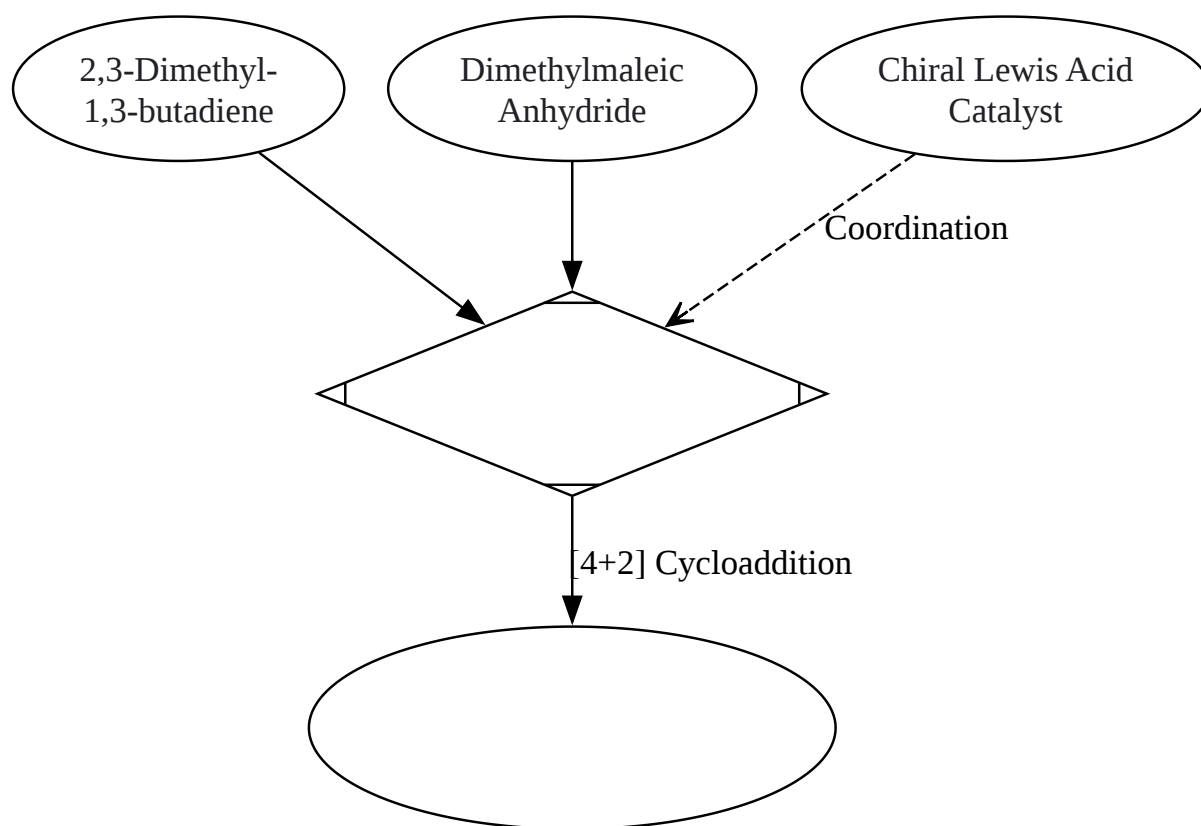 2,3-Dimethyl-
1,3-butadiene
Dimethylmaleic
Anhydride
Chiral Lewis Acid
Catalyst
Coordination
[4+2] Cycloaddition